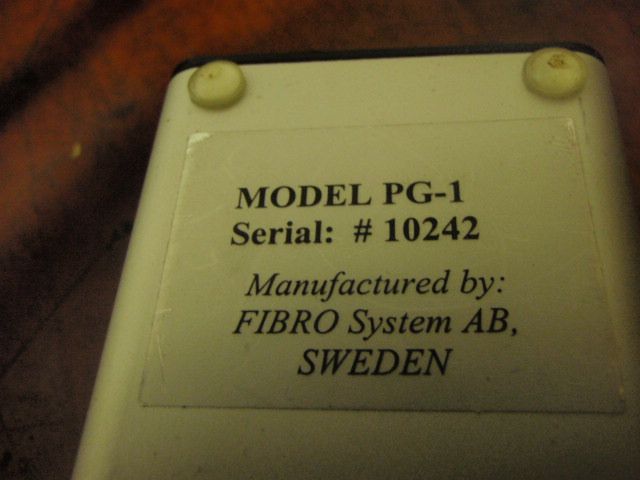 MODEL PG-1
Serial: # 10242
Manufactured by:
FIBRO System AB,
SWEDEN